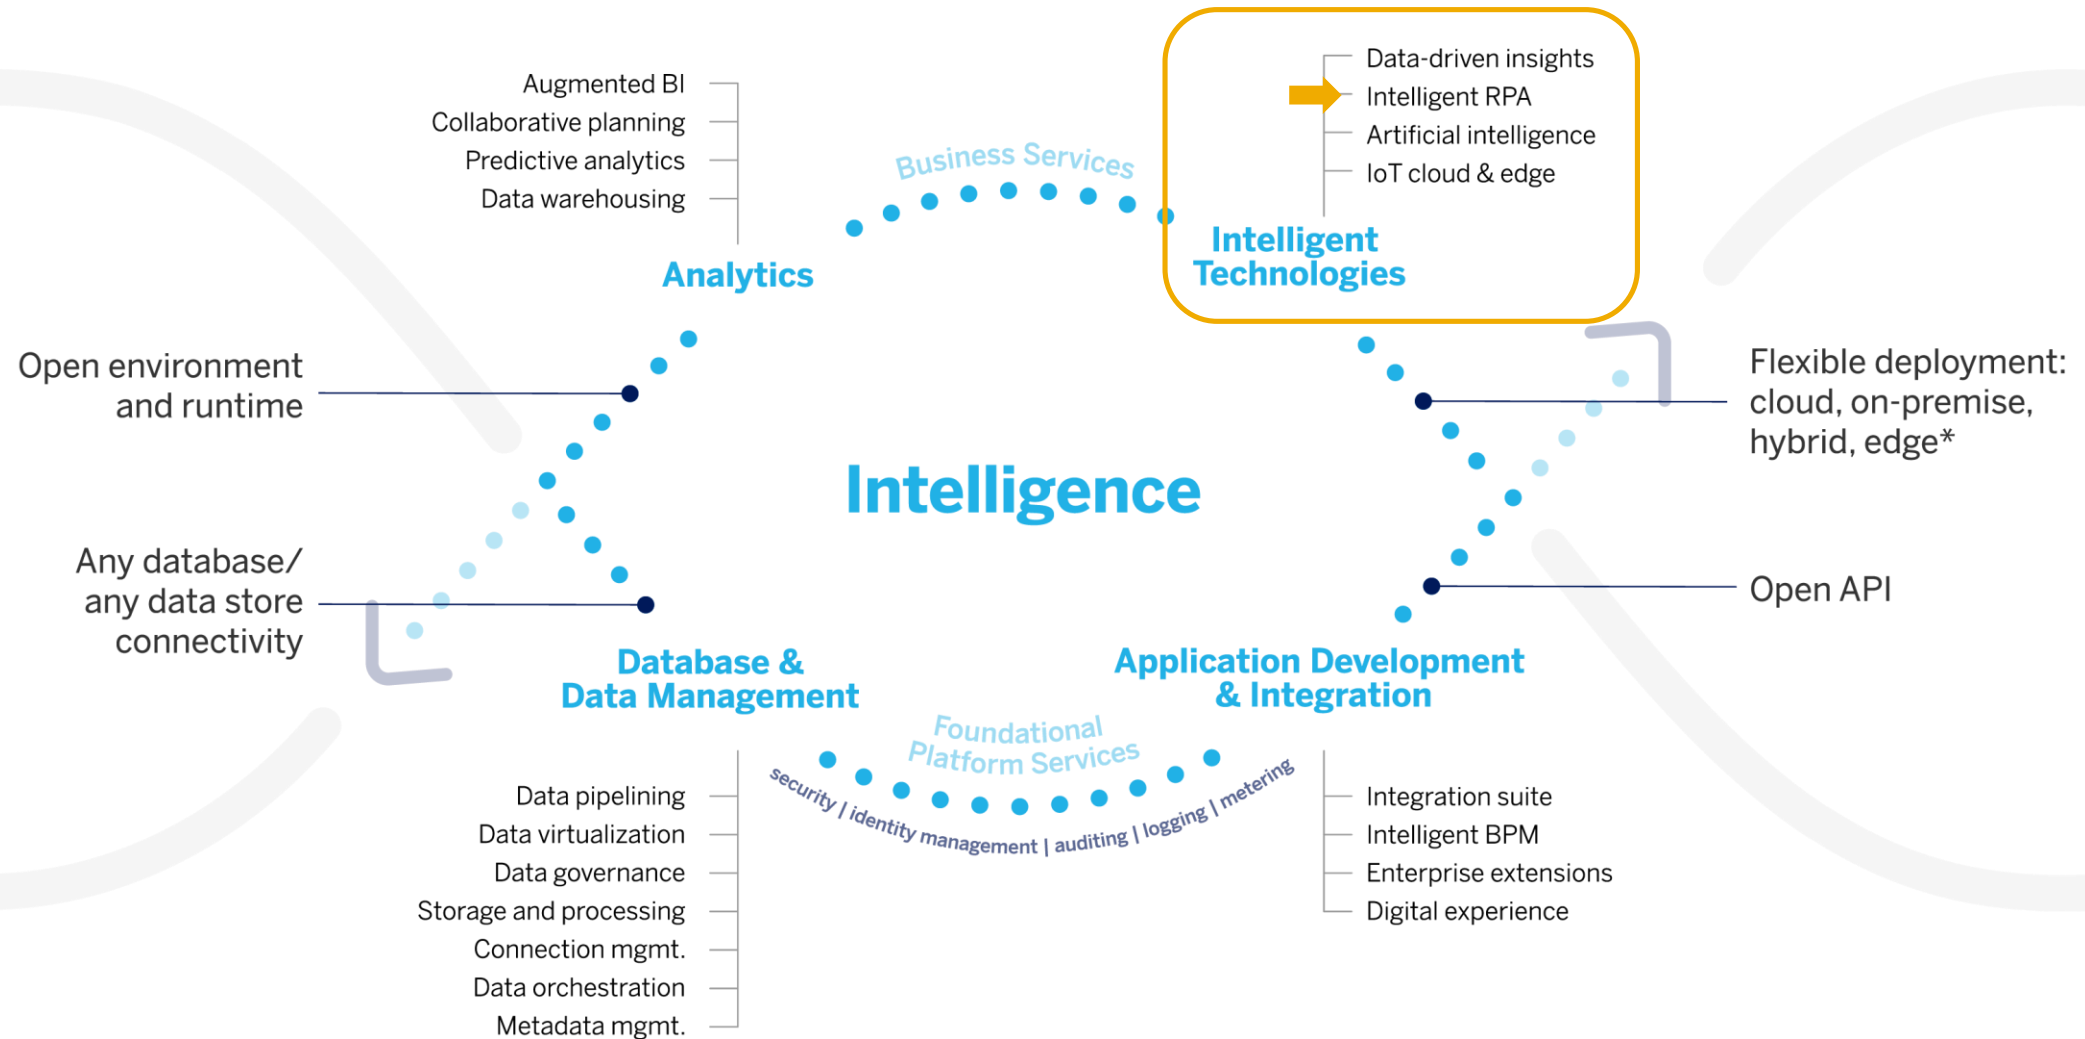 Augmented BI
Collaborative planning
Predictive analytics
Data warehousing
Analytics
Business Services
Data-driven insights
Intelligent RPA
Artificial intelligence
IoT cloud & edge
Intelligent
Technologies
Open environment
and runtime
Any database/
any data store
connectivity
Intelligence
Flexible deployment:
cloud, on-premise,
hybrid, edge*
Open API
Database &
Data Management
Data pipelining
Data virtualization
Data governance
Storage and processing
Connection mgmt.
Data orchestration
Metadata mgmt.
Foundational
Platform Services
security | identity management | auditing | logging | metering
Application Development
& Integration
Integration suite
Intelligent BPM
Enterprise extensions
Digital experience